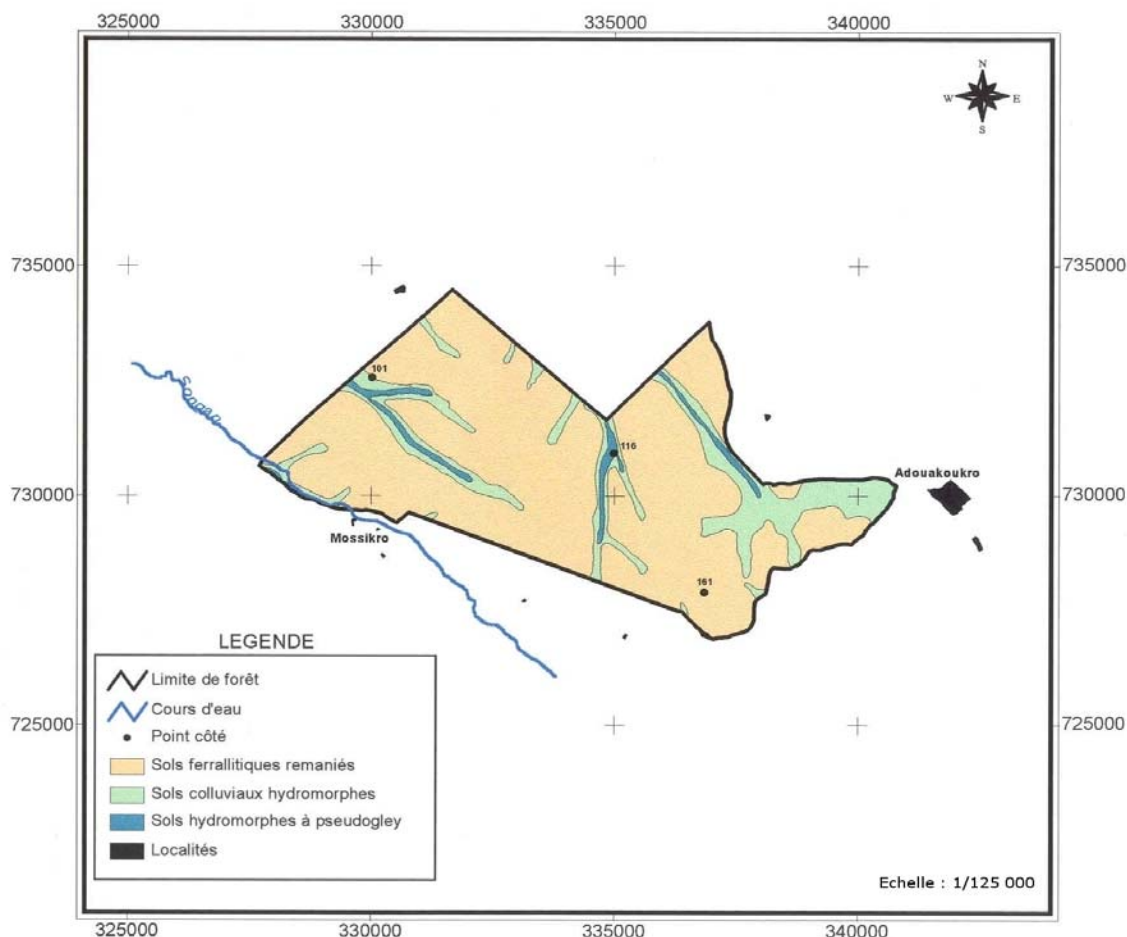 325000 330000 335000 340000
N
W E
S
735000 735000
101
Songan
116
Adouakoukro
730000 730000
Mossikro
161
LEGENDE
Limite de forêt
Cours d'eau
725000 725000
Point côté
Sols ferrallitiques remaniés
Sols colluviaux hydromorphes
Sols hydromorphes à pseudogley
Localités
Echelle : 1/125 000
325000 330000 335000 340000